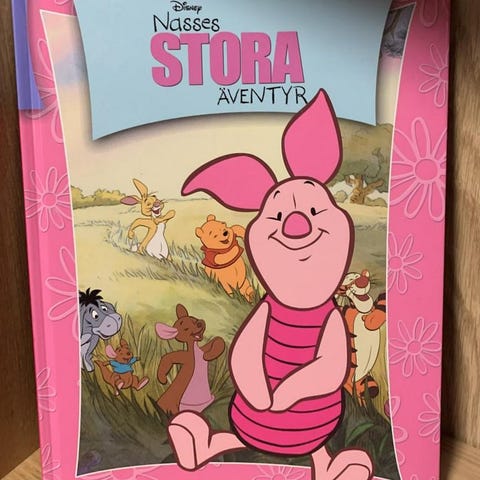 Disney
Nasses
STORA
ÄVENTYR